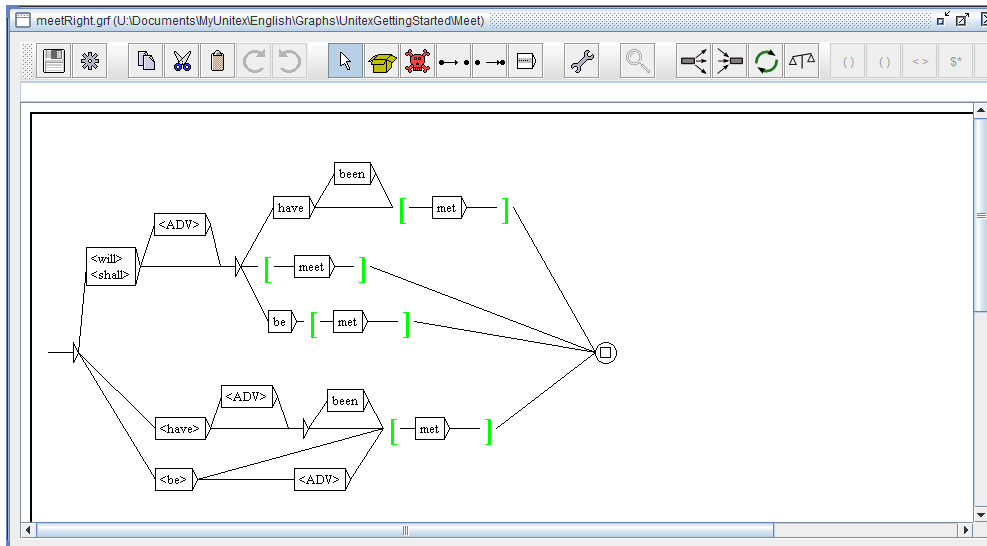 meetRight.grf (U:\Documents\MyUnitex\English\Graphs\UnitexGettingStarted\Meet)
( ) ( ) < > $*
been
have [ met ]
<ADV>
<will>
<shall>
[ meet ]
be [ met ]
<ADV>
been
<have> [ met ]
<be> <ADV>